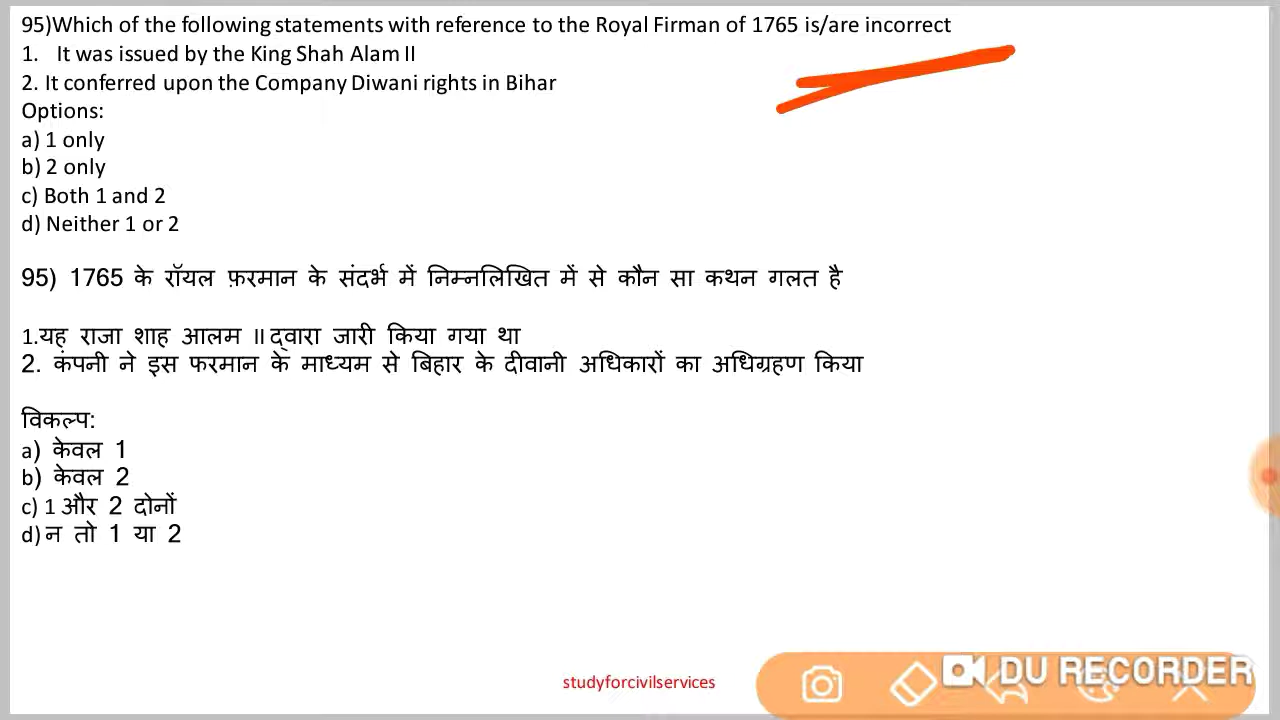 95)Which of the following statements with reference to the Royal Firman of 1765 is/are incorrect
1. It was issued by the King Shah Alam II
2. It conferred upon the Company Diwani rights in Bihar
Options:
a) 1 only
b) 2 only
c) Both 1 and 2
d) Neither 1 or 2
95) 1765 के रॉयल फ़रमान के संदर्भ में निम्नलिखित में से कौन सा कथन गलत है
1.यह राजा शाह आलम II द्वारा जारी किया गया था
2. कंपनी ने इस फरमान के माध्यम से बिहार के दीवानी अधिकारों का अधिग्रहण किया
विकल्प:
a) केवल 1
b) केवल 2
c) 1 और 2 दोनों
d) न तो 1 या 2
studyforcivilservices
DU RECORDER